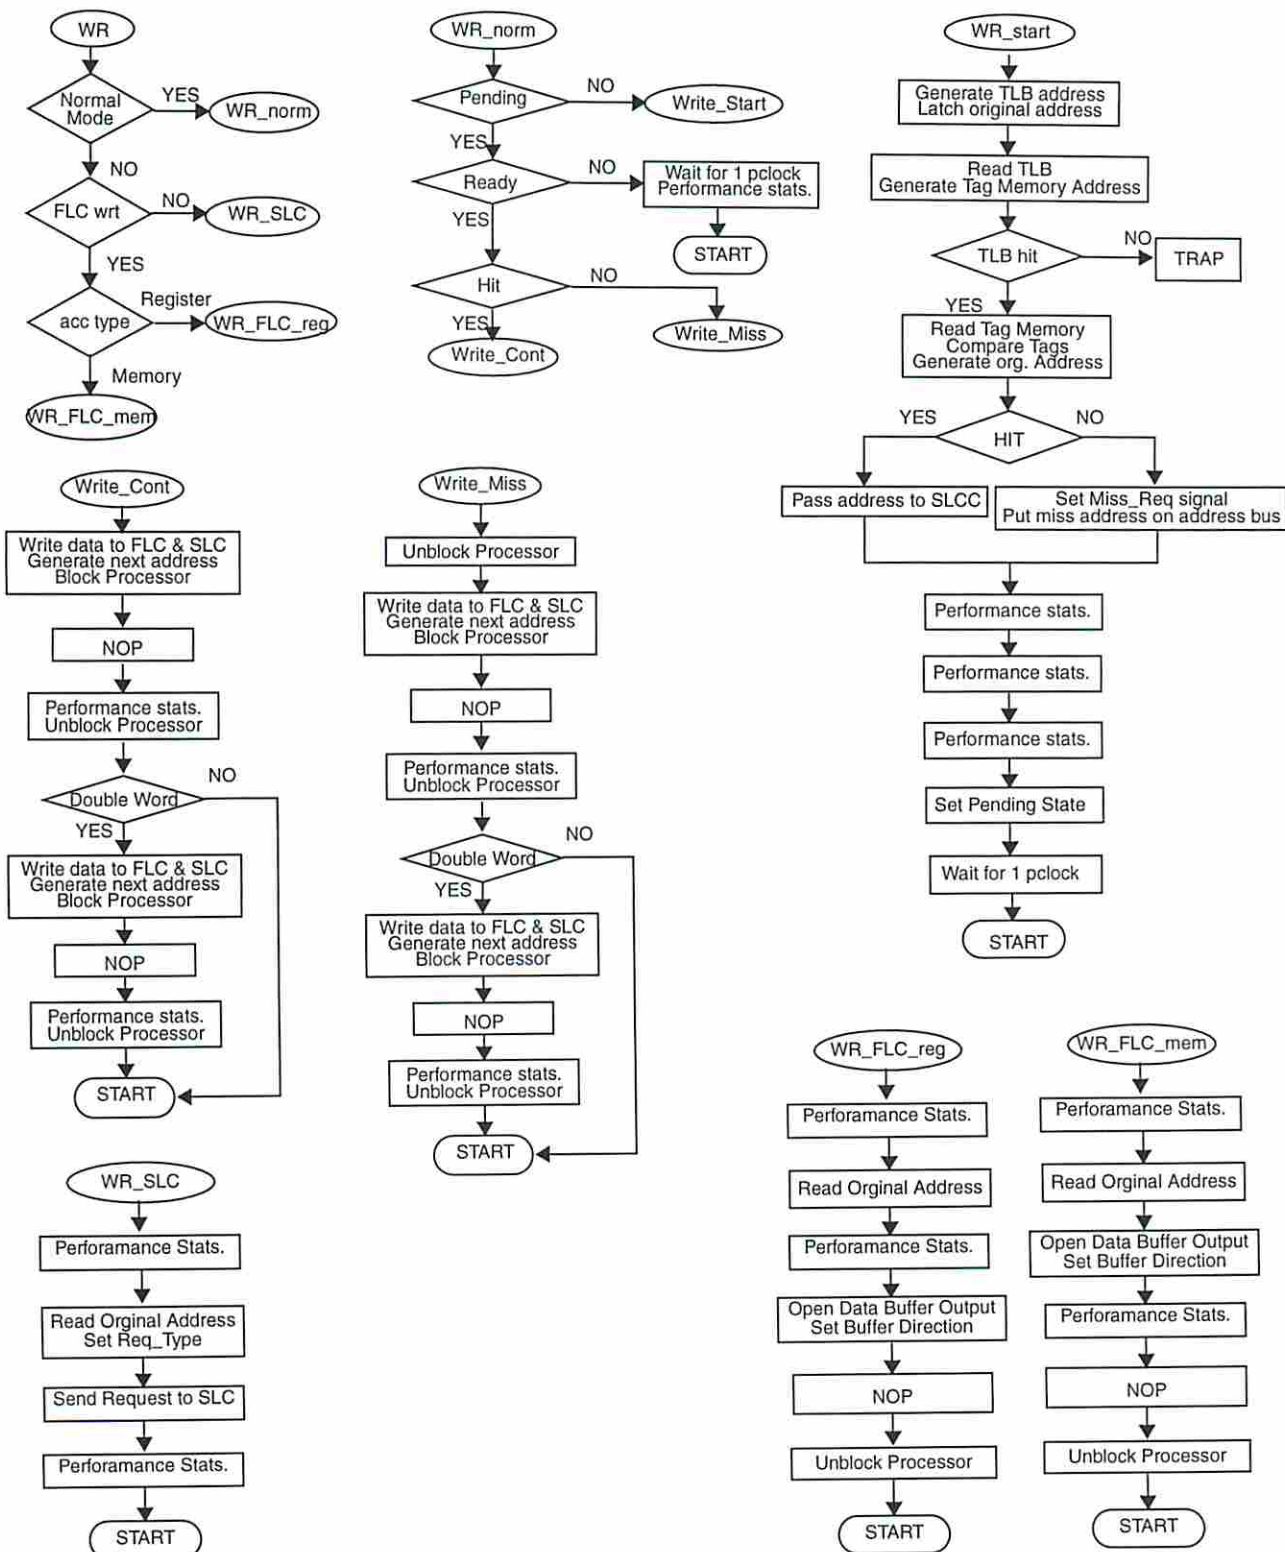 WR
Normal
Mode
YES
WR_norm
NO
FLC wrt
NO
WR_SLC
YES
acc type
Register
WR_FLC_reg
Memory
WR_FLC_mem
WR_norm
Pending
NO
Write_Start
YES
Ready
NO
Wait for 1 pclock
Performance stats.
START
YES
Hit
NO
Write_Miss
YES
Write_Cont
WR_start
Generate TLB address
Latch original address
Read TLB
Generate Tag Memory Address
TLB hit
NO
TRAP
YES
Read Tag Memory
Compare Tags
Generate org. Address
YES
HIT
NO
Pass address to SLCC
Set Miss_Req signal
Put miss address on address bus
Performance stats.
Performance stats.
Performance stats.
Set Pending State
Wait for 1 pclock
START
Write_Cont
Write data to FLC & SLC
Generate next address
Block Processor
NOP
Performance stats.
Unblock Processor
Double Word
NO
YES
Write data to FLC & SLC
Generate next address
Block Processor
NOP
Performance stats.
Unblock Processor
START
Write_Miss
Unblock Processor
Write data to FLC & SLC
Generate next address
Block Processor
NOP
Performance stats.
Unblock Processor
Double Word
NO
YES
Write data to FLC & SLC
Generate next address
Block Processor
NOP
Performance stats.
Unblock Processor
START
WR_SLC
Perforamance Stats.
Read Orginal Address
Set Req_Type
Send Request to SLC
Perforamance Stats.
START
WR_FLC_reg
Perforamance Stats.
Read Orginal Address
Perforamance Stats.
Open Data Buffer Output
Set Buffer Direction
NOP
Unblock Processor
START
WR_FLC_mem
Perforamance Stats.
Read Orginal Address
Open Data Buffer Output
Set Buffer Direction
Perforamance Stats.
NOP
Unblock Processor
START